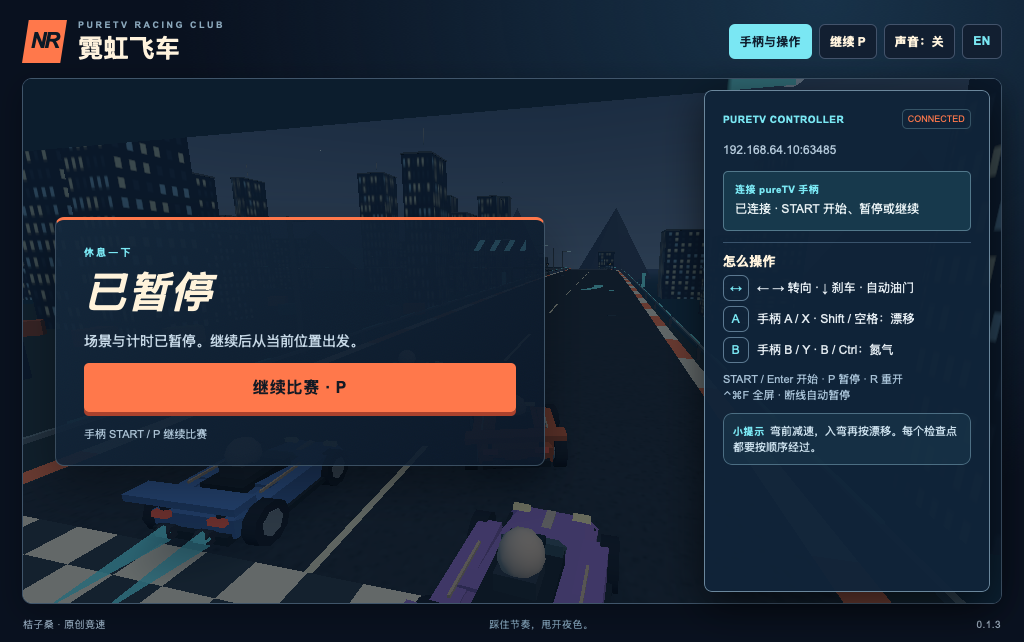 NR
PURETV RACING CLUB
霓虹飞车
手柄与操作
继续 P
声音：关
EN
PURETV CONTROLLER
CONNECTED
192.168.64.10:63485
连接 pureTV 手柄
已连接 · START 开始、暂停或继续
怎么操作
↔ ←→ 转向 · ↓ 刹车 · 自动油门
A 手柄 A / X · Shift / 空格：漂移
B 手柄 B / Y · B / Ctrl：氮气
START / Enter 开始 · P 暂停 · R 重开
^⌘F 全屏 · 断线自动暂停
小提示 弯前减速，入弯再按漂移。每个检查点
都要按顺序经过。
休息一下
已暂停
场景与计时已暂停。继续后从当前位置出发。
继续比赛 · P
手柄 START / P 继续比赛
桔子桑 · 原创竞速
踩住节奏，甩开夜色。
0.1.3